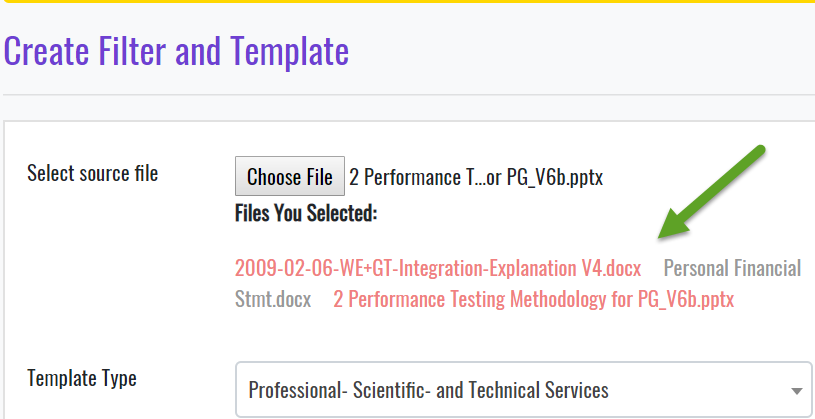 Create Filter and Template
Select source file
Choose File 2 Performance T...or PG_V6b.pptx
Files You Selected:
2009-02-06-WE+GT-Integration-Explanation V4.docx Personal Financial
Stmt.docx 2 Performance Testing Methodology for PG_V6b.pptx
Template Type
Professional- Scientific- and Technical Services